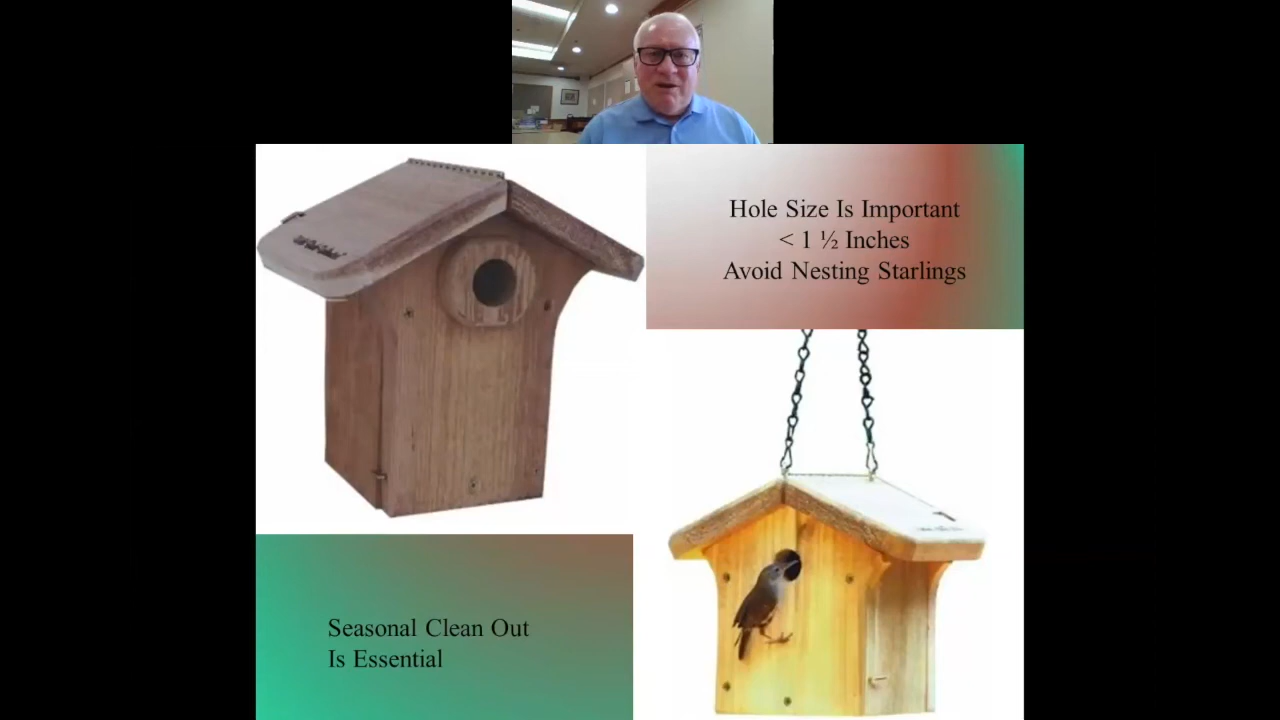 Hole Size Is Important
< 1 ½ Inches
Avoid Nesting Starlings
Seasonal Clean Out
Is Essential